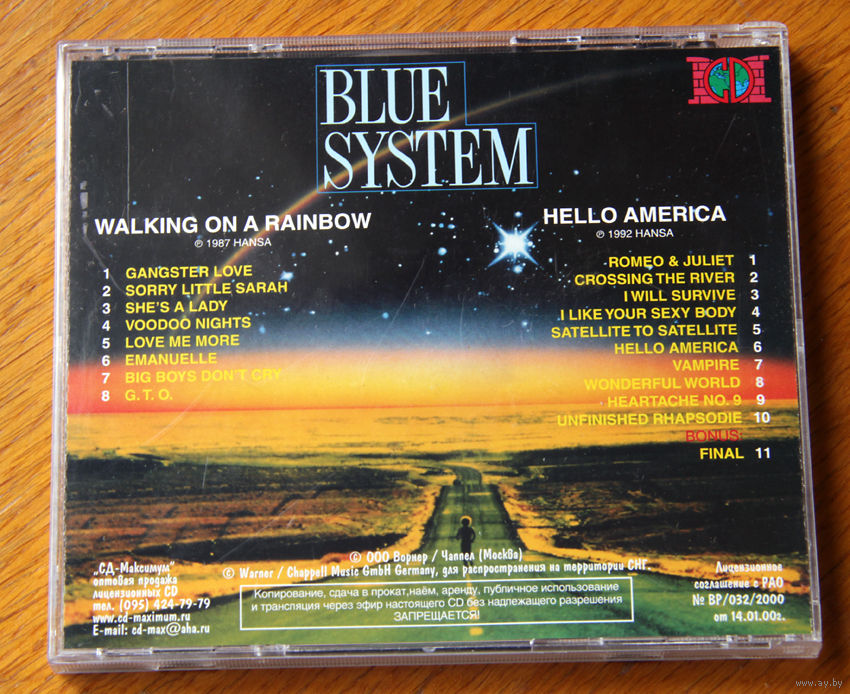 BLUE
SYSTEM
CD
WALKING ON A RAINBOW
℗ 1987 HANSA
1 GANGSTER LOVE
2 SORRY LITTLE SARAH
3 SHE'S A LADY
4 VOODOO NIGHTS
5 LOVE ME MORE
6 EMANUELLE
7 BIG BOYS DON'T CRY
8 G.T.O.
HELLO AMERICA
℗ 1992 HANSA
ROMEO & JULIET 1
CROSSING THE RIVER 2
I WILL SURVIVE 3
I LIKE YOUR SEXY BODY 4
SATELLITE TO SATELLITE 5
HELLO AMERICA 6
VAMPIRE 7
WONDERFUL WORLD 8
HEARTACHE NO. 9 9
UNFINISHED RHAPSODIE 10
BONUS:
FINAL 11
„СД-Максимум"
оптовая продажа
лицензионных CD
тел. (095) 424-79-79
www.cd-maximum.ru
E-mail: cd-max@aha.ru
© ООО Ворнер / Чаппел (Москва)
© Warner / Chappell Music GmbH Germany, для распространения на территории СНГ.
Копирование, сдача в прокат,наём, аренду, публичное использование
и трансляция через эфир настоящего CD без надлежащего разрешения
ЗАПРЕЩАЕТСЯ!
Лицензионное
соглашение с РАО
№ ВР/032/2000
от 14.01.00г.
www.ay.by